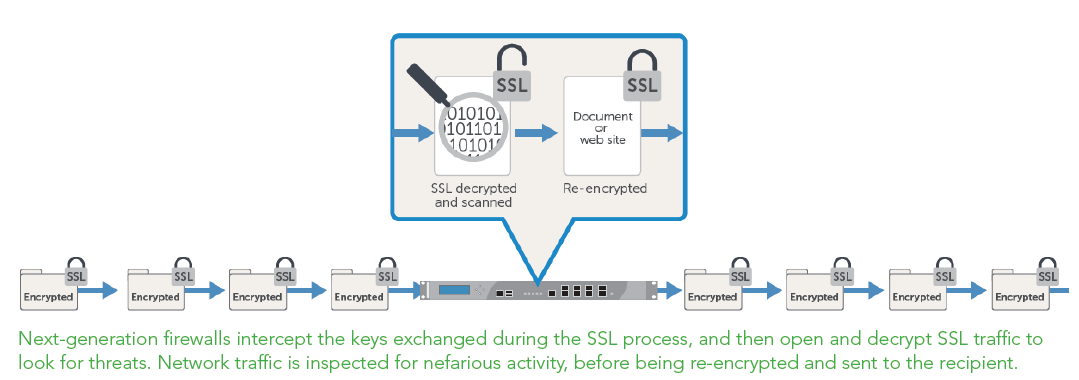 SSL
SSL
010101
0101101
101010
Document
or
web site
SSL decrypted
and scanned
Re-encrypted
SSL
Encrypted
SSL
Encrypted
SSL
Encrypted
SSL
Encrypted
SSL
Encrypted
SSL
Encrypted
SSL
Encrypted
SSL
Encrypted
Next-generation firewalls intercept the keys exchanged during the SSL process, and then open and decrypt SSL traffic to
look for threats. Network traffic is inspected for nefarious activity, before being re-encrypted and sent to the recipient.